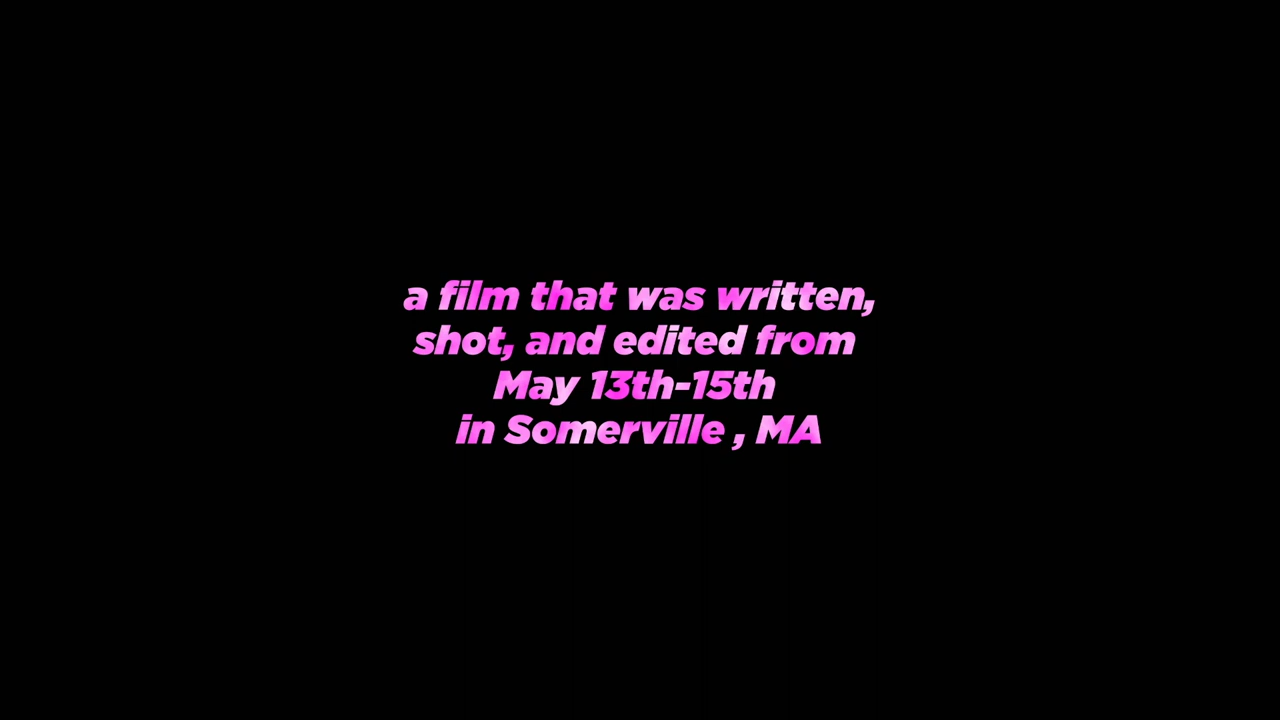 a film that was written,
shot, and edited from
May 13th-15th
in Somerville , MA